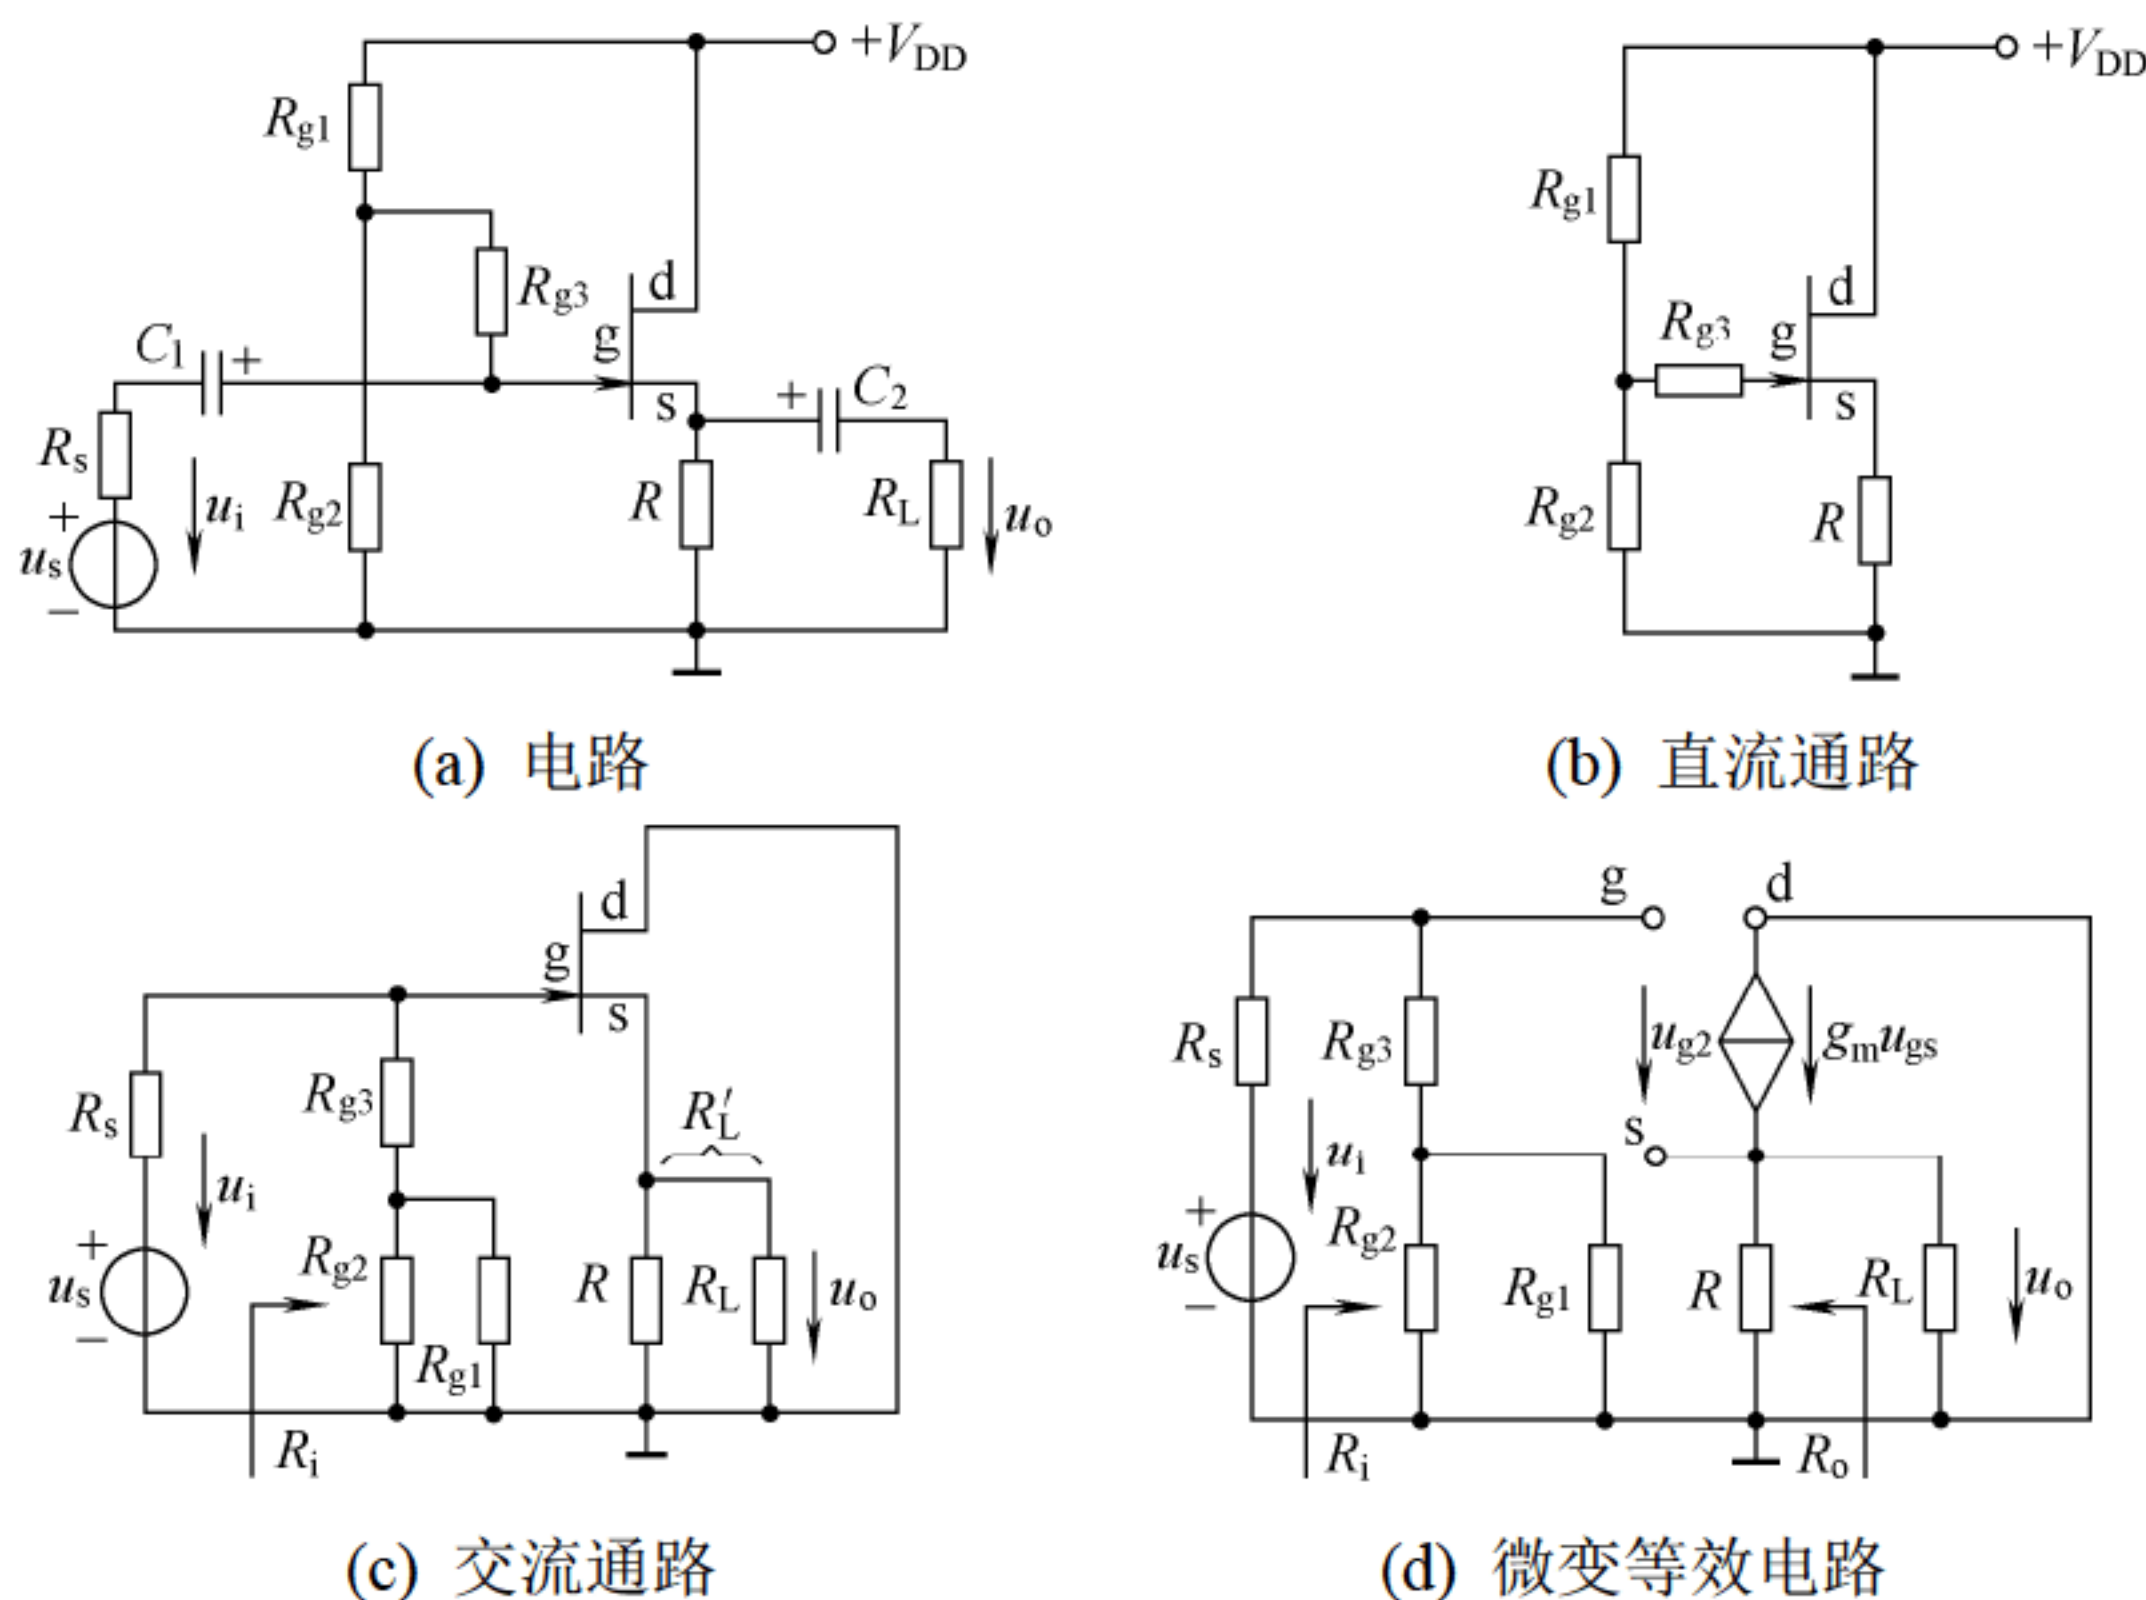 +V_DD
R_g1
R_g3
d
g
s
C_1
+
+
C_2
R_s
+
u_s
−
u_i
R_g2
R
R_L
u_o
(a) 电路
+V_DD
R_g1
R_g3
g
d
s
R_g2
R
(b) 直流通路
d
g
s
R_s
R_g3
R′_L
u_i
+
u_s
−
R_g2
R_g1
R
R_L
u_o
R_i
(c) 交流通路
g
d
R_s
R_g3
u_g2
g_m u_gs
s
u_i
+
u_s
−
R_g2
R_g1
R
R_L
u_o
R_i
R_o
(d) 微变等效电路